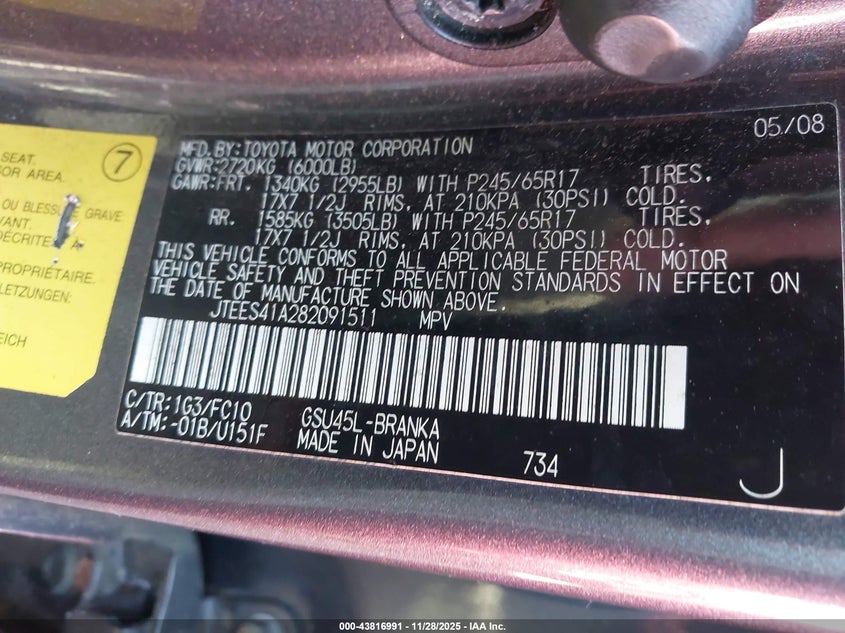 05/08
MFD. BY: TOYOTA MOTOR CORPORATION
GVWR: 2720KG (6000LB)
GAWR: FRT. 1340KG (2955LB) WITH P245/65R17 TIRES.
17X7 1/2J RIMS. AT 210KPA (30PSI) COLD.
RR. 1585KG (3505LB) WITH P245/65R17 TIRES.
17X7 1/2J RIMS. AT 210KPA (30PSI) COLD.
THIS VEHICLE CONFORMS TO ALL APPLICABLE FEDERAL MOTOR
VEHICLE SAFETY AND THEFT PREVENTION STANDARDS IN EFFECT ON
THE DATE OF MANUFACTURE SHOWN ABOVE.
JTEES41A282091511 MPV
C/TR: 1G3/FC10 GSU45L-BRANKA
A/TM: -01B/U151F MADE IN JAPAN 734
J
7
SEAT.
OR AREA.
OU BLESSURE GRAVE
VANT.
DÉCRITE
PROPRIÉTAIRE.
LETZUNGEN:
EICH
000-43816991 | 11/28/2025 - IAA Inc.